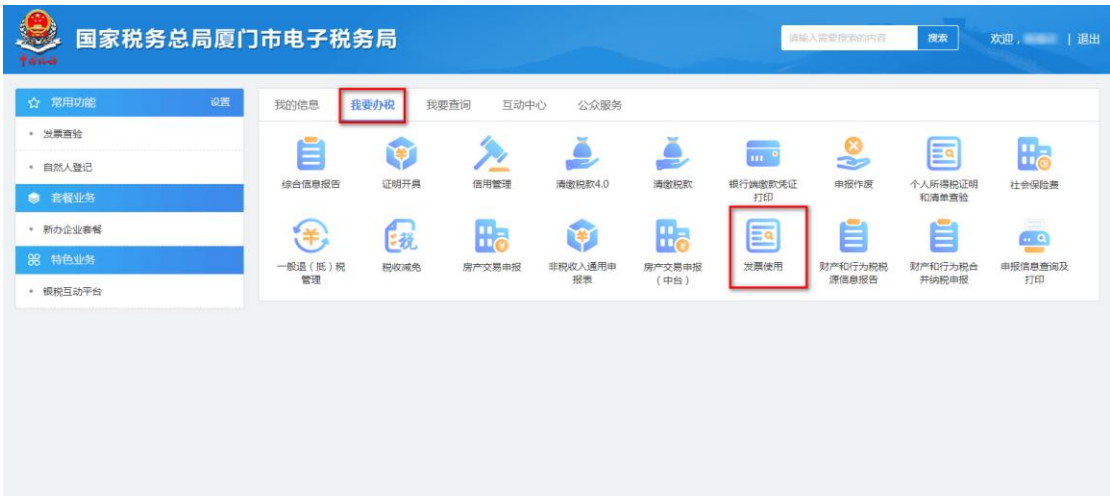 国家税务总局厦门市电子税务局
请输入需要搜索的内容 搜索 欢迎, | 退出
中国税务
☆ 常用功能 设置
• 发票查验
• 自然人登记
套餐业务
• 新办企业套餐
特色业务
• 银税互动平台
我的信息 我要办税 我要查询 互动中心 公众服务
综合信息报告 证明开具 信用管理 清缴税款4.0 清缴税款 银行端缴款凭证 申报作废 个人所得税证明 社会保险费
打印 和清单查验
税
一般退(抵)税 税收减免 房产交易申报 非税收入通用申 房产交易申报 发票使用 财产和行为税税 财产和行为税合 申报信息查询及
管理 报表 (中台) 源信息报告 并纳税申报 打印